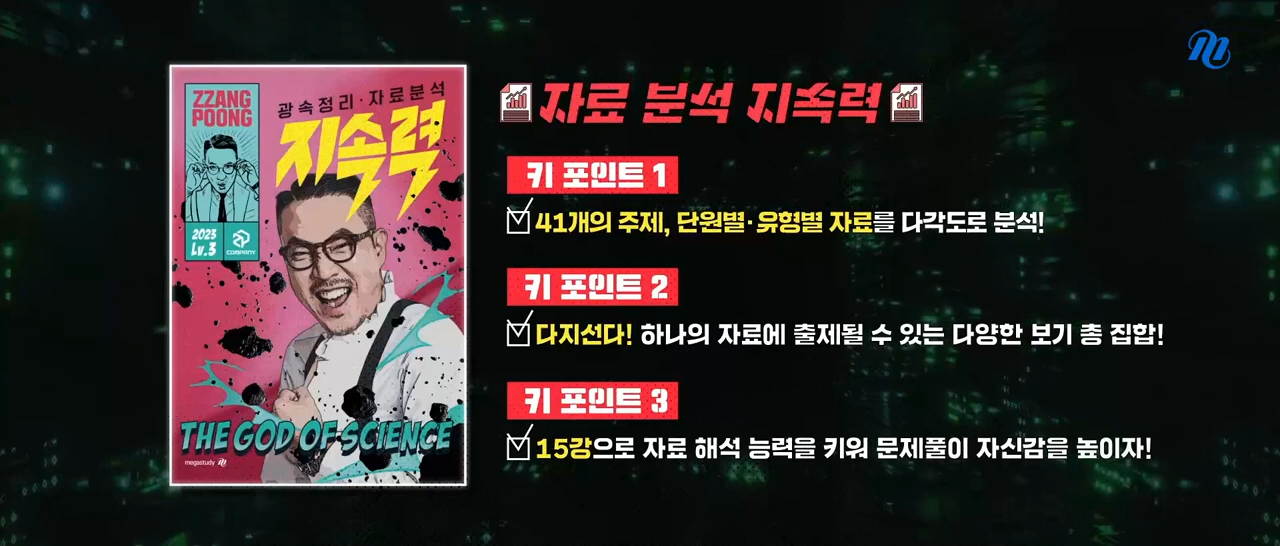 ZZANG
POONG
2023
Lv.3
COMPANY
광속정리·자료분석
지속력
THE GOD OF SCIENCE
megastudy
자료 분석 지속력
키 포인트 1
41개의 주제, 단원별·유형별 자료를 다각도로 분석!
키 포인트 2
다지선다! 하나의 자료에 출제될 수 있는 다양한 보기 총 집합!
키 포인트 3
15강으로 자료 해석 능력을 키워 문제풀이 자신감을 높이자!